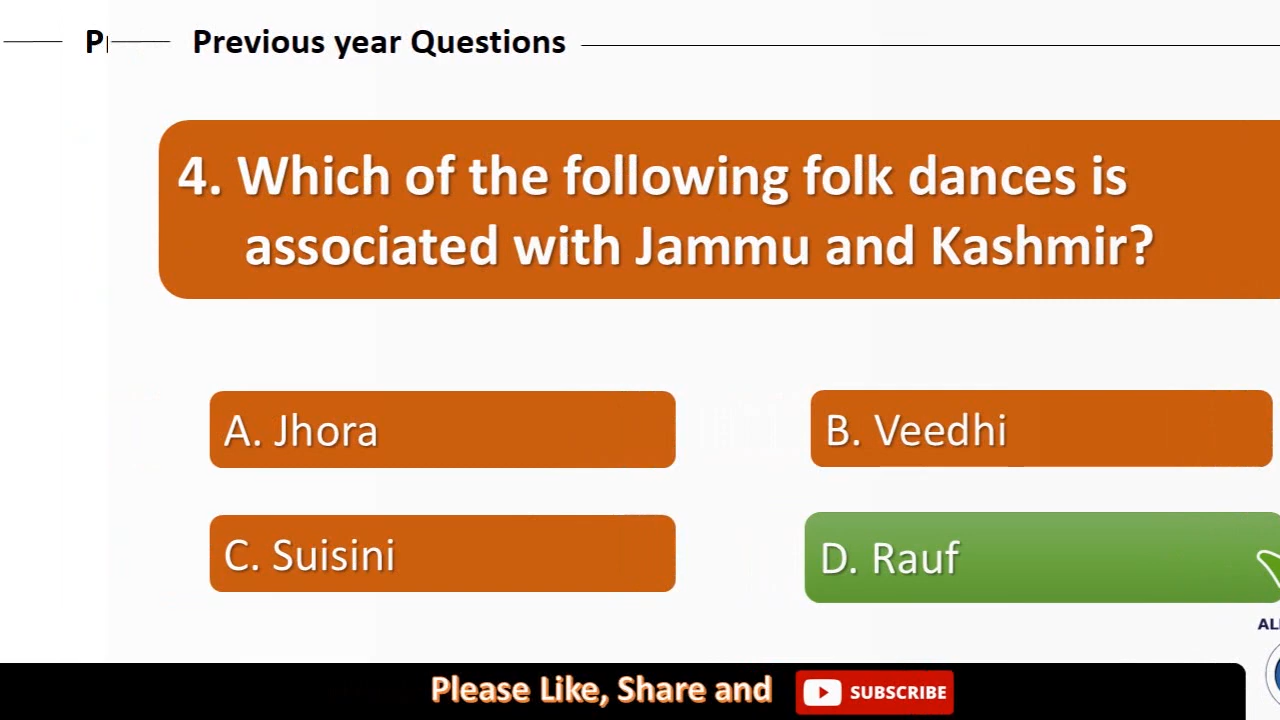 Previous year Questions
4. Which of the following folk dances is
associated with Jammu and Kashmir?
A. Jhora
B. Veedhi
C. Suisini
D. Rauf
Please Like, Share and
SUBSCRIBE